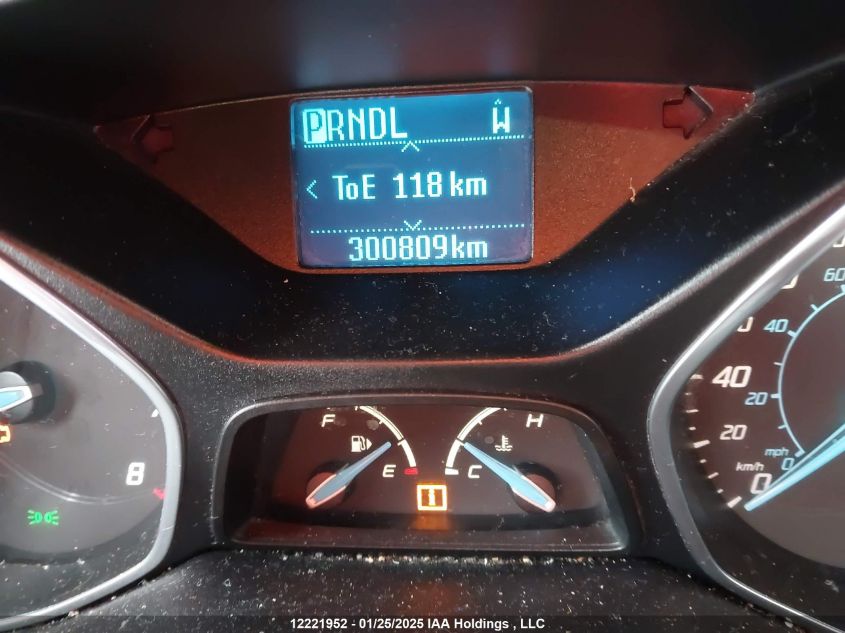 PRNDL W
< ToE 118 km
300809km
F H
E C
8
60
40
40
20
20
mph
km/h 0
0
12221952 - 01/25/2025 IAA Holdings , LLC